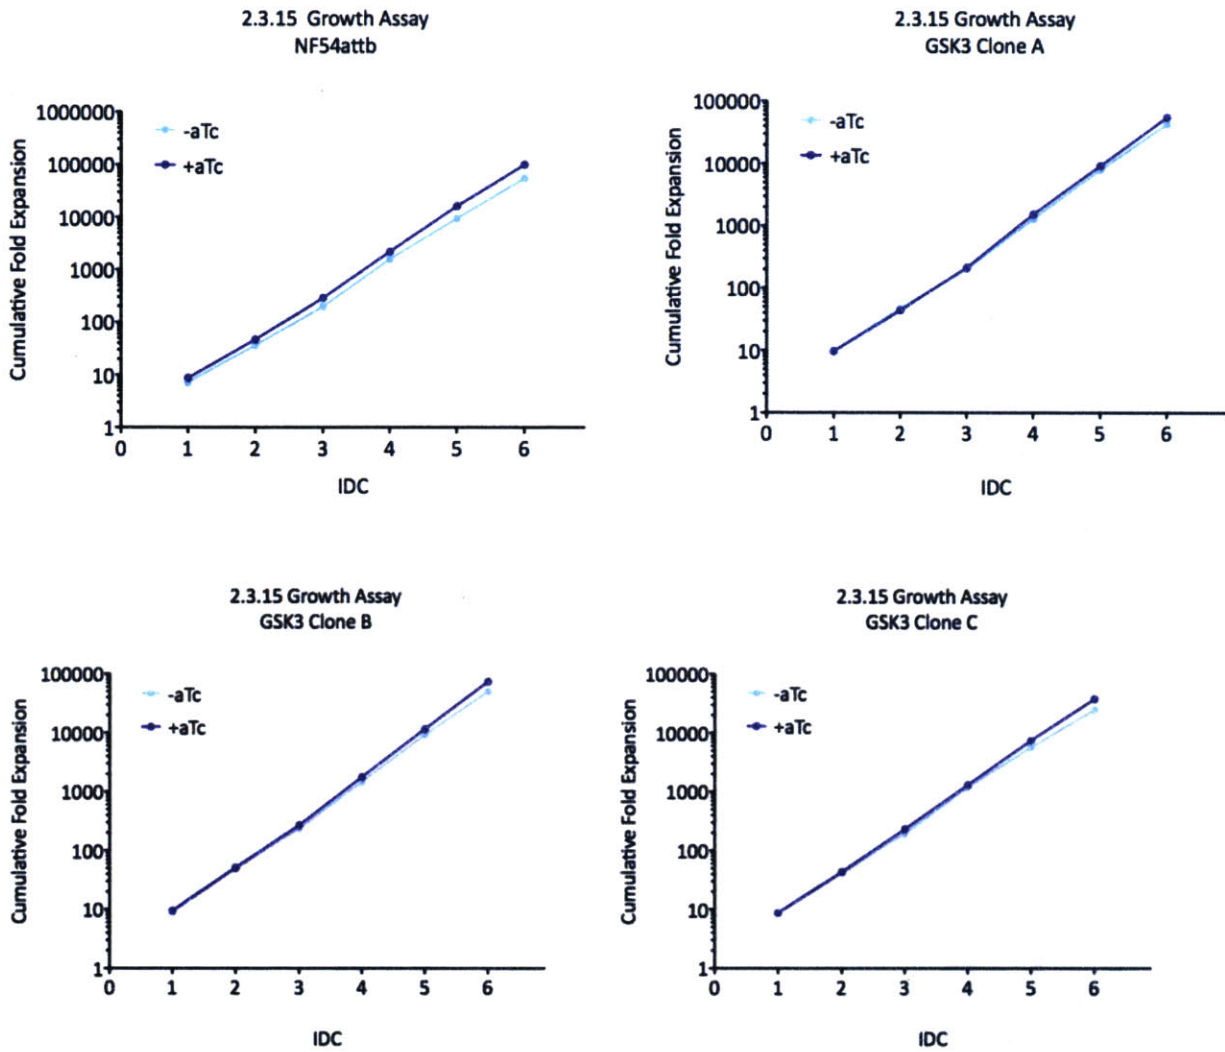 2.3.15 Growth Assay
NF54attb
1000000
100000
10000
1000
100
10
1
-aTc
+aTc
Cumulative Fold Expansion
0 1 2 3 4 5 6
IDC
2.3.15 Growth Assay
GSK3 Clone A
100000
10000
1000
100
10
1
-aTc
+aTc
Cumulative Fold Expansion
0 1 2 3 4 5 6
IDC
2.3.15 Growth Assay
GSK3 Clone B
100000
10000
1000
100
10
1
-aTc
+aTc
Cumulative Fold Expansion
0 1 2 3 4 5 6
IDC
2.3.15 Growth Assay
GSK3 Clone C
100000
10000
1000
100
10
1
-aTc
+aTc
Cumulative Fold Expansion
0 1 2 3 4 5 6
IDC